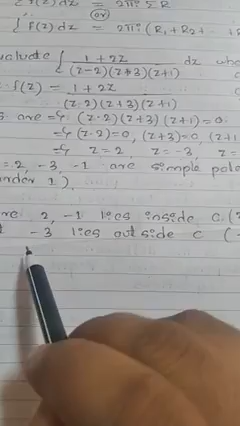 ∫ f(z) dz = 2πi Σ R
(or)
∫ f(z) dz = 2πi (R₁+R₂+
valuate ∫ 1+2z / (z-2)(z+3)(z+1) dz whe
f(z) = 1+2z / (z-2)(z+3)(z+1)
s are =) (z-2)(z+3)(z+1)=0.
=) (z-2)=0, (z+3)=0, (z+1
=) z=2, z=-3, z=
=2, -3, -1 are simple pole
order 1).
re 2, -1 lies inside c (
-3 lies outside c (